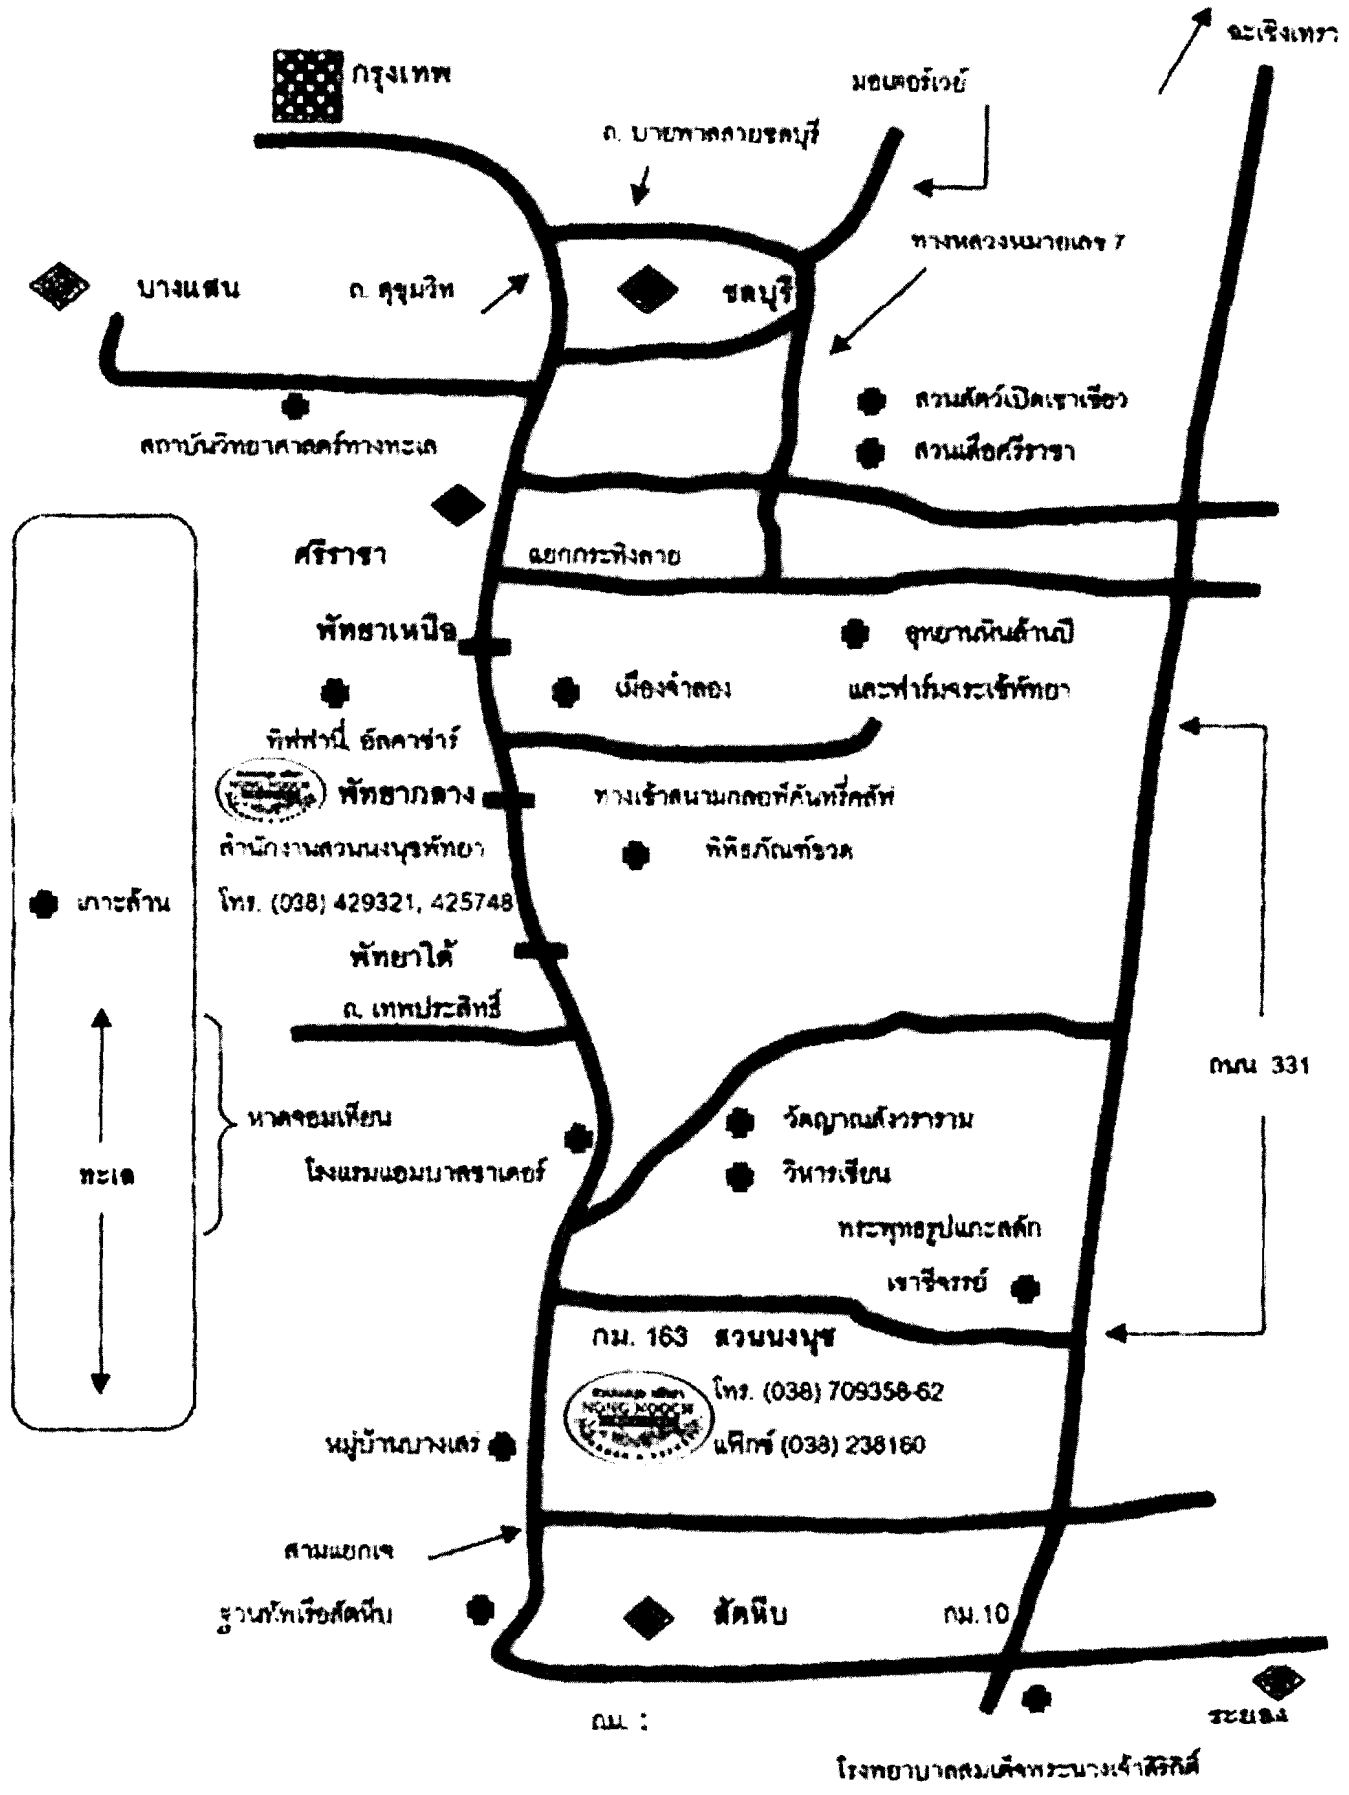 ฉะเชิงเทรา
กรุงเทพ
มอเตอร์เวย์
ถ. บายพาสสายชลบุรี
ทางหลวงหมายเลข 7
บางแสน
ถ. สุขุมวิท
ชลบุรี
สวนสัตว์เปิดเขาเขียว
สถาบันวิทยาศาสตร์ทางทะเล
สวนเสือศรีราชา
ศรีราชา
แยกกระทิงลาย
พัทยาเหนือ
อุทยานหินล้านปี
เมืองจำลอง
และฟาร์มจระเข้พัทยา
ทิฟฟานี่, อัลคาซ่าร์
NONG NOOCH
พัทยากลาง
ทางเข้าสนามกลอฟ์คันทรี่คลับ
สำนักงานสวนนงนุชพัทยา
พิพิธภัณฑ์ขวด
เกาะล้าน
โทร. (038) 429321, 425748
พัทยาใต้
ถ. เทพประสิทธิ์
ถนน 331
หาดจอมเทียน
วัดญาณสังวราราม
ทะเล
โรงแรมแอมบาสซาเดอร์
วิหารเซียน
พระพุทธรูปแกะสลัก
เขาชีจรรย์
กม. 163 สวนนงนุช
โทร. (038) 709358-62
NONG NOOCH
หมู่บ้านบางเสร่
แฟ๊กซ์ (038) 238160
สามแยกเจ
ฐานทัพเรือสัตหีบ
สัตหีบ
กม.10
ระยอง
กม. :
โรงพยาบาลสมเด็จพระนางเจ้าสิริกิติ์